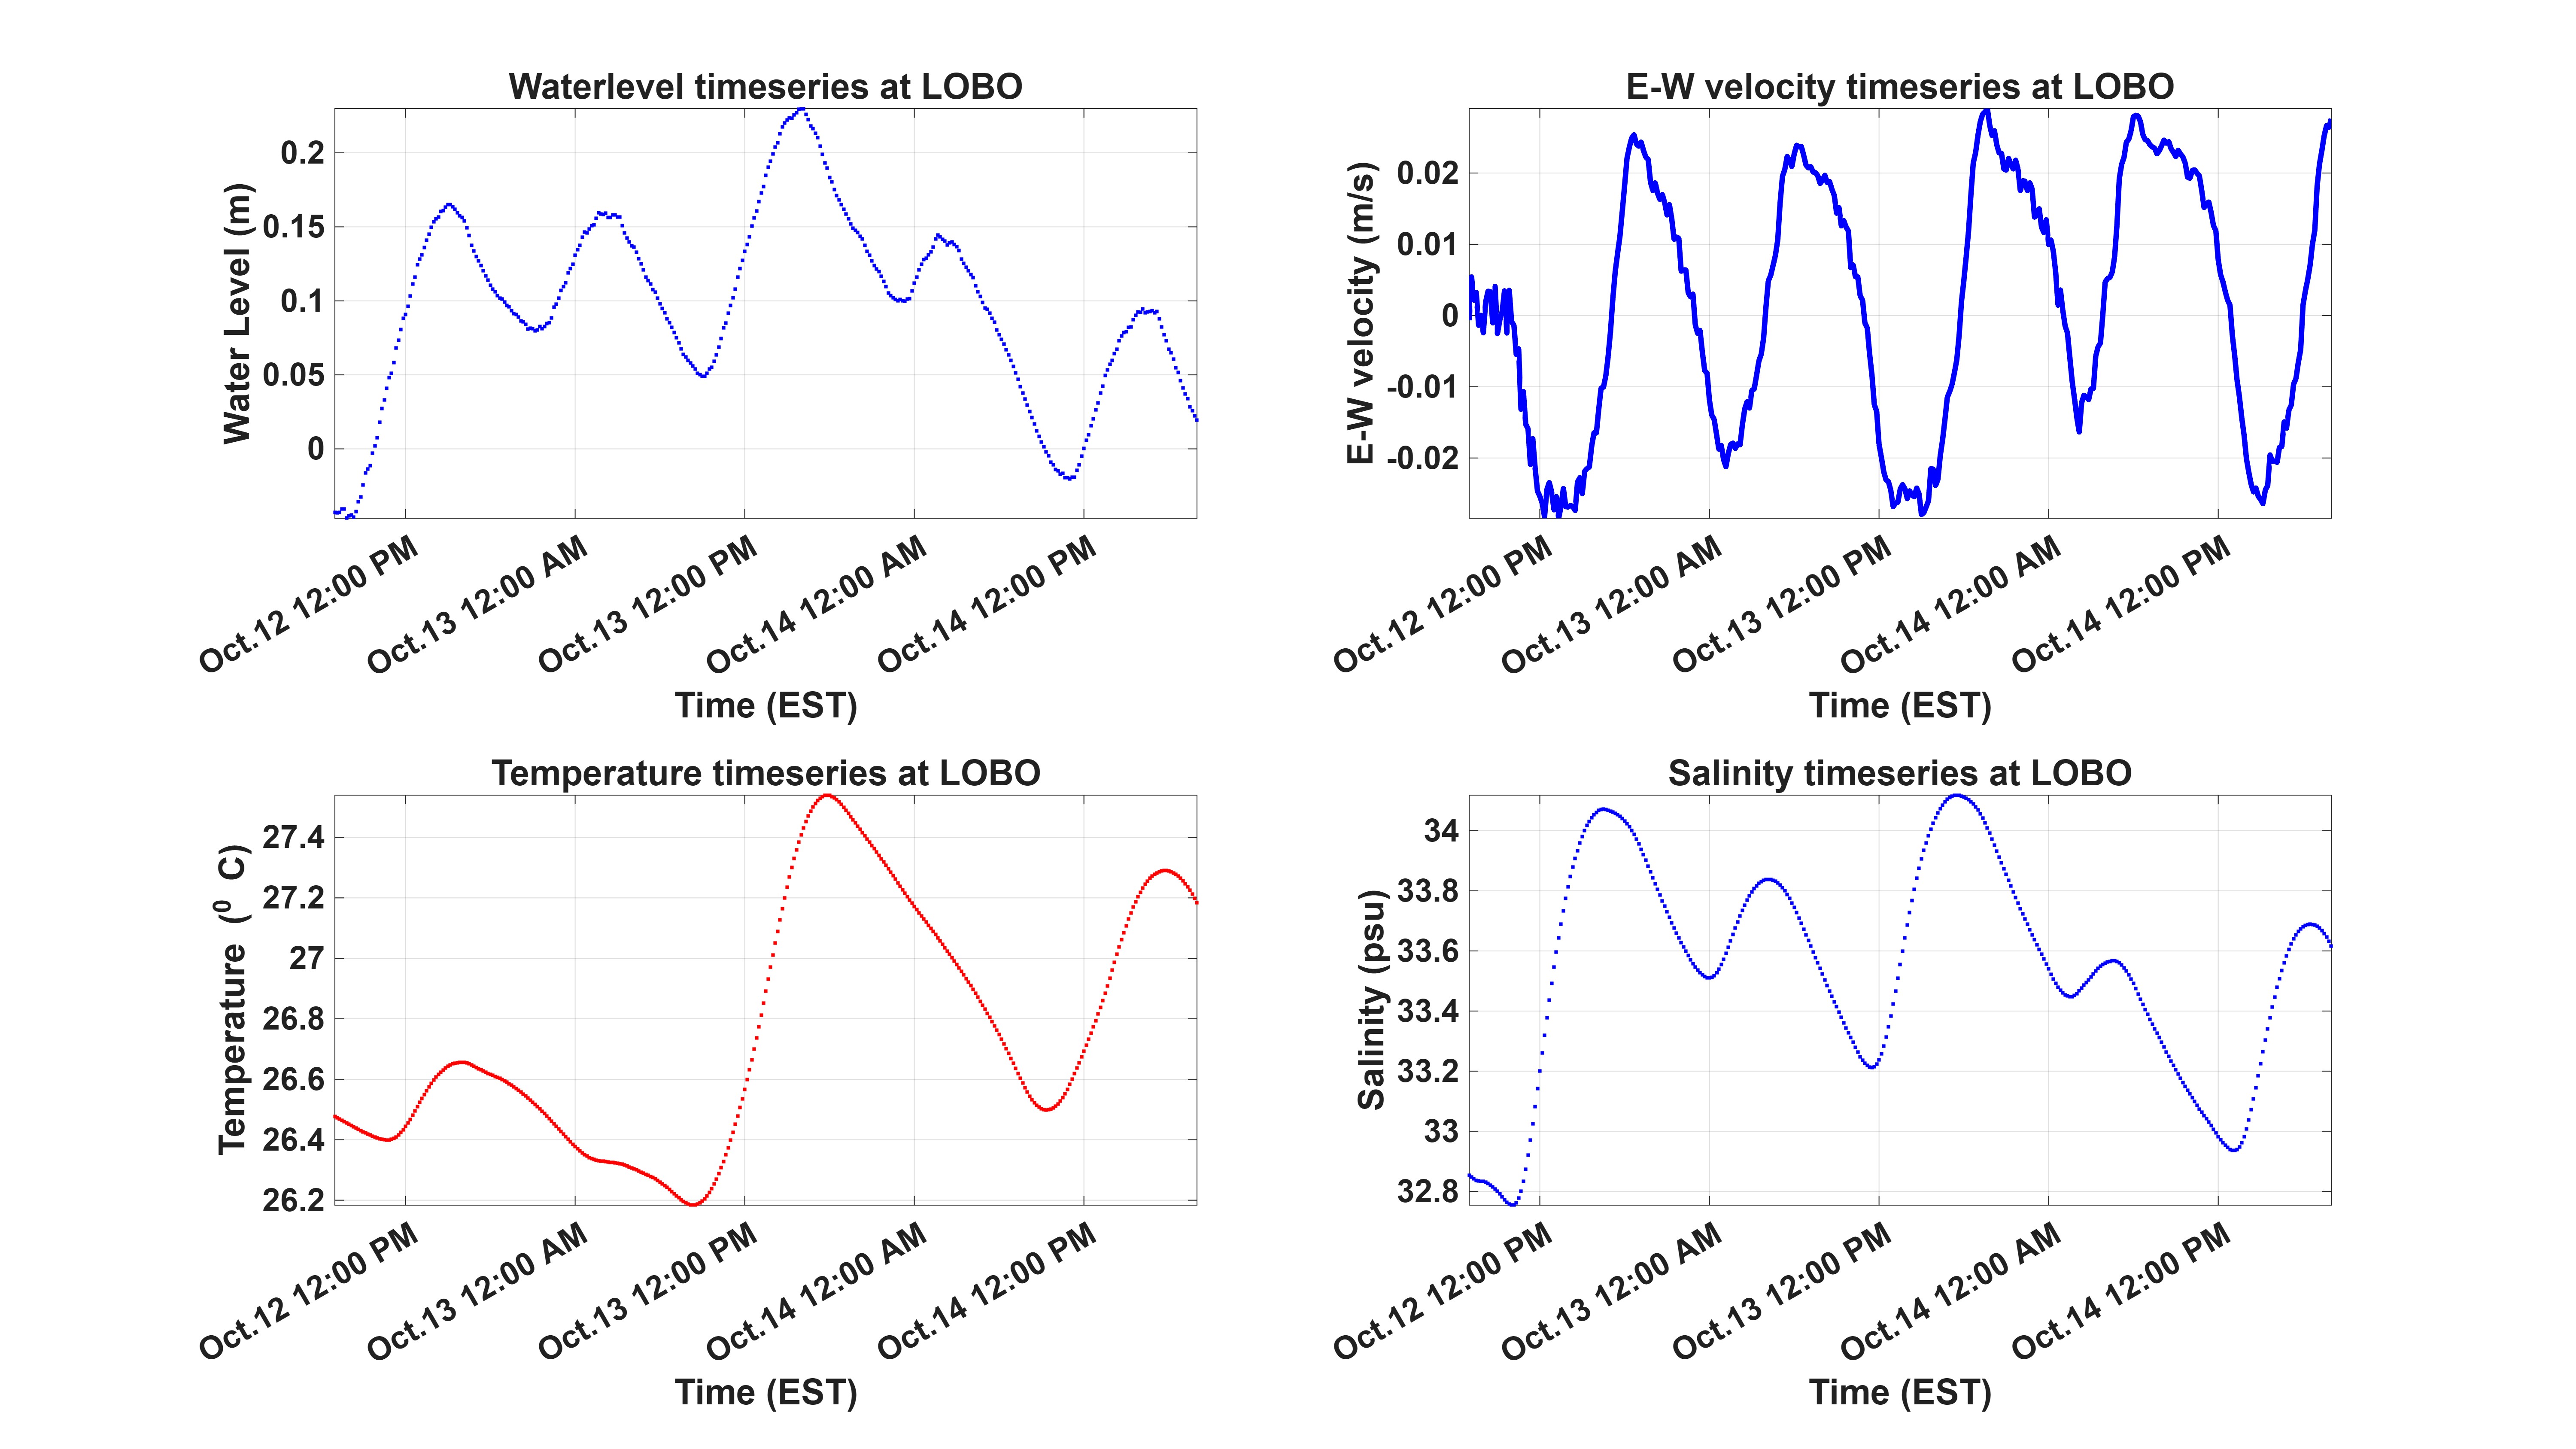 Waterlevel timeseries at LOBO
Water Level (m)
0.2
0.15
0.1
0.05
0
Oct.12 12:00 PM
Oct.13 12:00 AM
Oct.13 12:00 PM
Oct.14 12:00 AM
Oct.14 12:00 PM
Time (EST)
E-W velocity timeseries at LOBO
E-W velocity (m/s)
0.02
0.01
0
-0.01
-0.02
Oct.12 12:00 PM
Oct.13 12:00 AM
Oct.13 12:00 PM
Oct.14 12:00 AM
Oct.14 12:00 PM
Time (EST)
Temperature timeseries at LOBO
Temperature (⁰ C)
27.4
27.2
27
26.8
26.6
26.4
26.2
Oct.12 12:00 PM
Oct.13 12:00 AM
Oct.13 12:00 PM
Oct.14 12:00 AM
Oct.14 12:00 PM
Time (EST)
Salinity timeseries at LOBO
Salinity (psu)
34
33.8
33.6
33.4
33.2
33
32.8
Oct.12 12:00 PM
Oct.13 12:00 AM
Oct.13 12:00 PM
Oct.14 12:00 AM
Oct.14 12:00 PM
Time (EST)